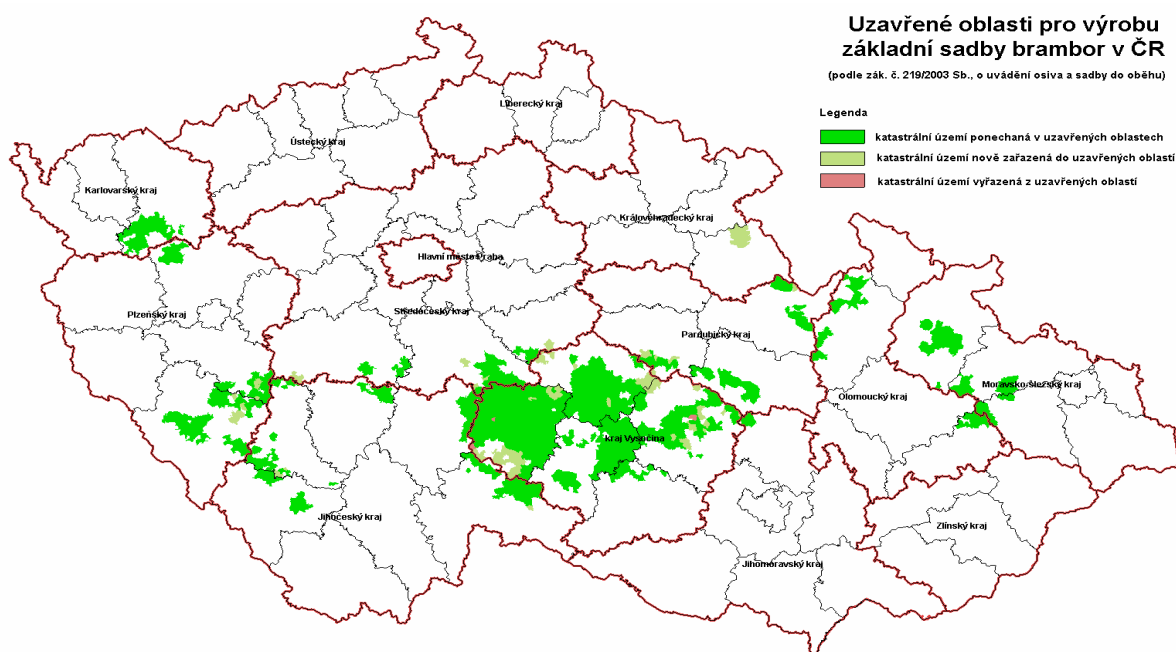 Uzavřené oblasti pro výrobu
základní sadby brambor v ČR
(podle zák. č. 219/2003 Sb., o uvádění osiva a sadby do oběhu)
Legenda
katastrální území ponechaná v uzavřených oblastech
katastrální území nově zařazená do uzavřených oblastí
katastrální území vyřazená z uzavřených oblastí
Liberecký kraj
Ústecký kraj
Karlovarský kraj
Královéhradecký kraj
Hlavní město Praha
Plzeňský kraj
Středočeský kraj
Pardubický kraj
Moravskoslezský kraj
Olomoucký kraj
kraj Vysočina
Jihočeský kraj
Zlínský kraj
Jihomoravský kraj